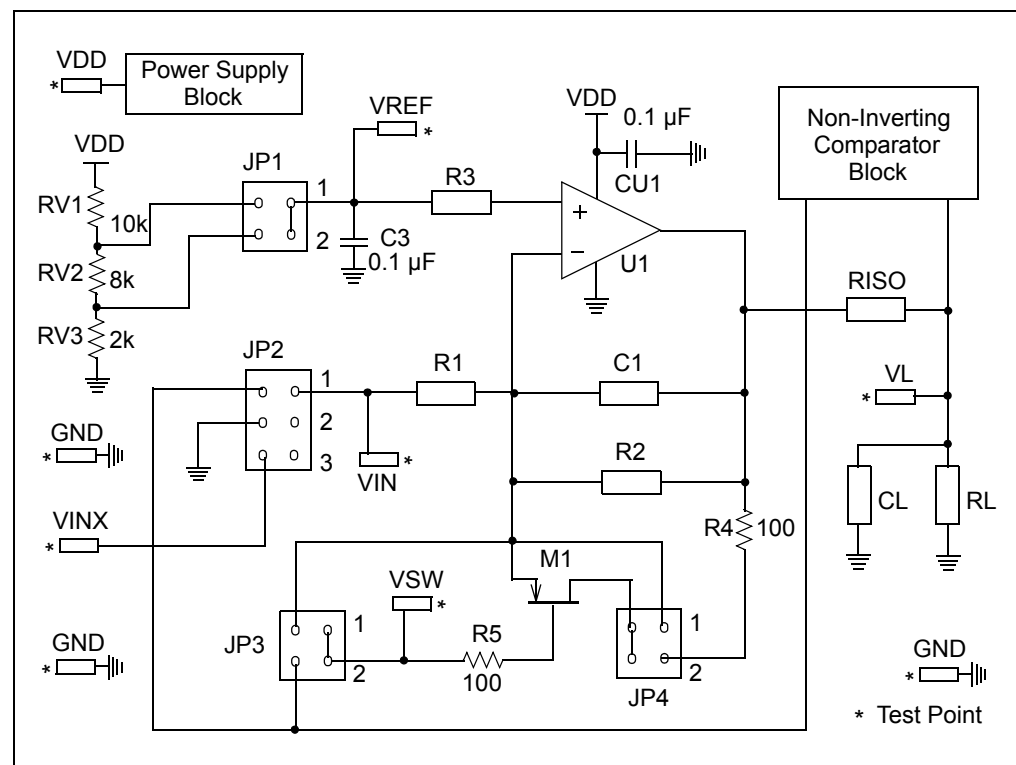 VDD
*
Power Supply
Block
VREF
*
VDD
0.1 µF
CU1
Non-Inverting
Comparator
Block
VDD
RV1
10k
RV2
8k
RV3
2k
JP1
1
2
C3
0.1 µF
R3
+
−
U1
RISO
JP2
1
2
3
R1
C1
VL
*
GND
*
VIN
*
R2
CL
RL
VINX
*
R4
100
M1
VSW
*
JP3
1
2
R5
100
1
2
JP4
GND
*
GND
*
* Test Point